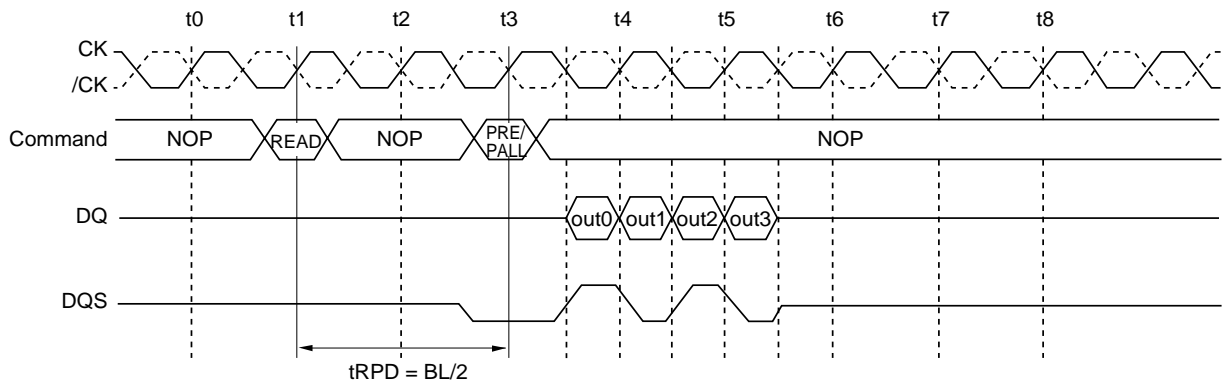 t0 t1 t2 t3 t4 t5 t6 t7 t8
CK
/CK
Command NOP READ NOP PRE/ PALL NOP
DQ out0 out1 out2 out3
DQS
tRPD = BL/2